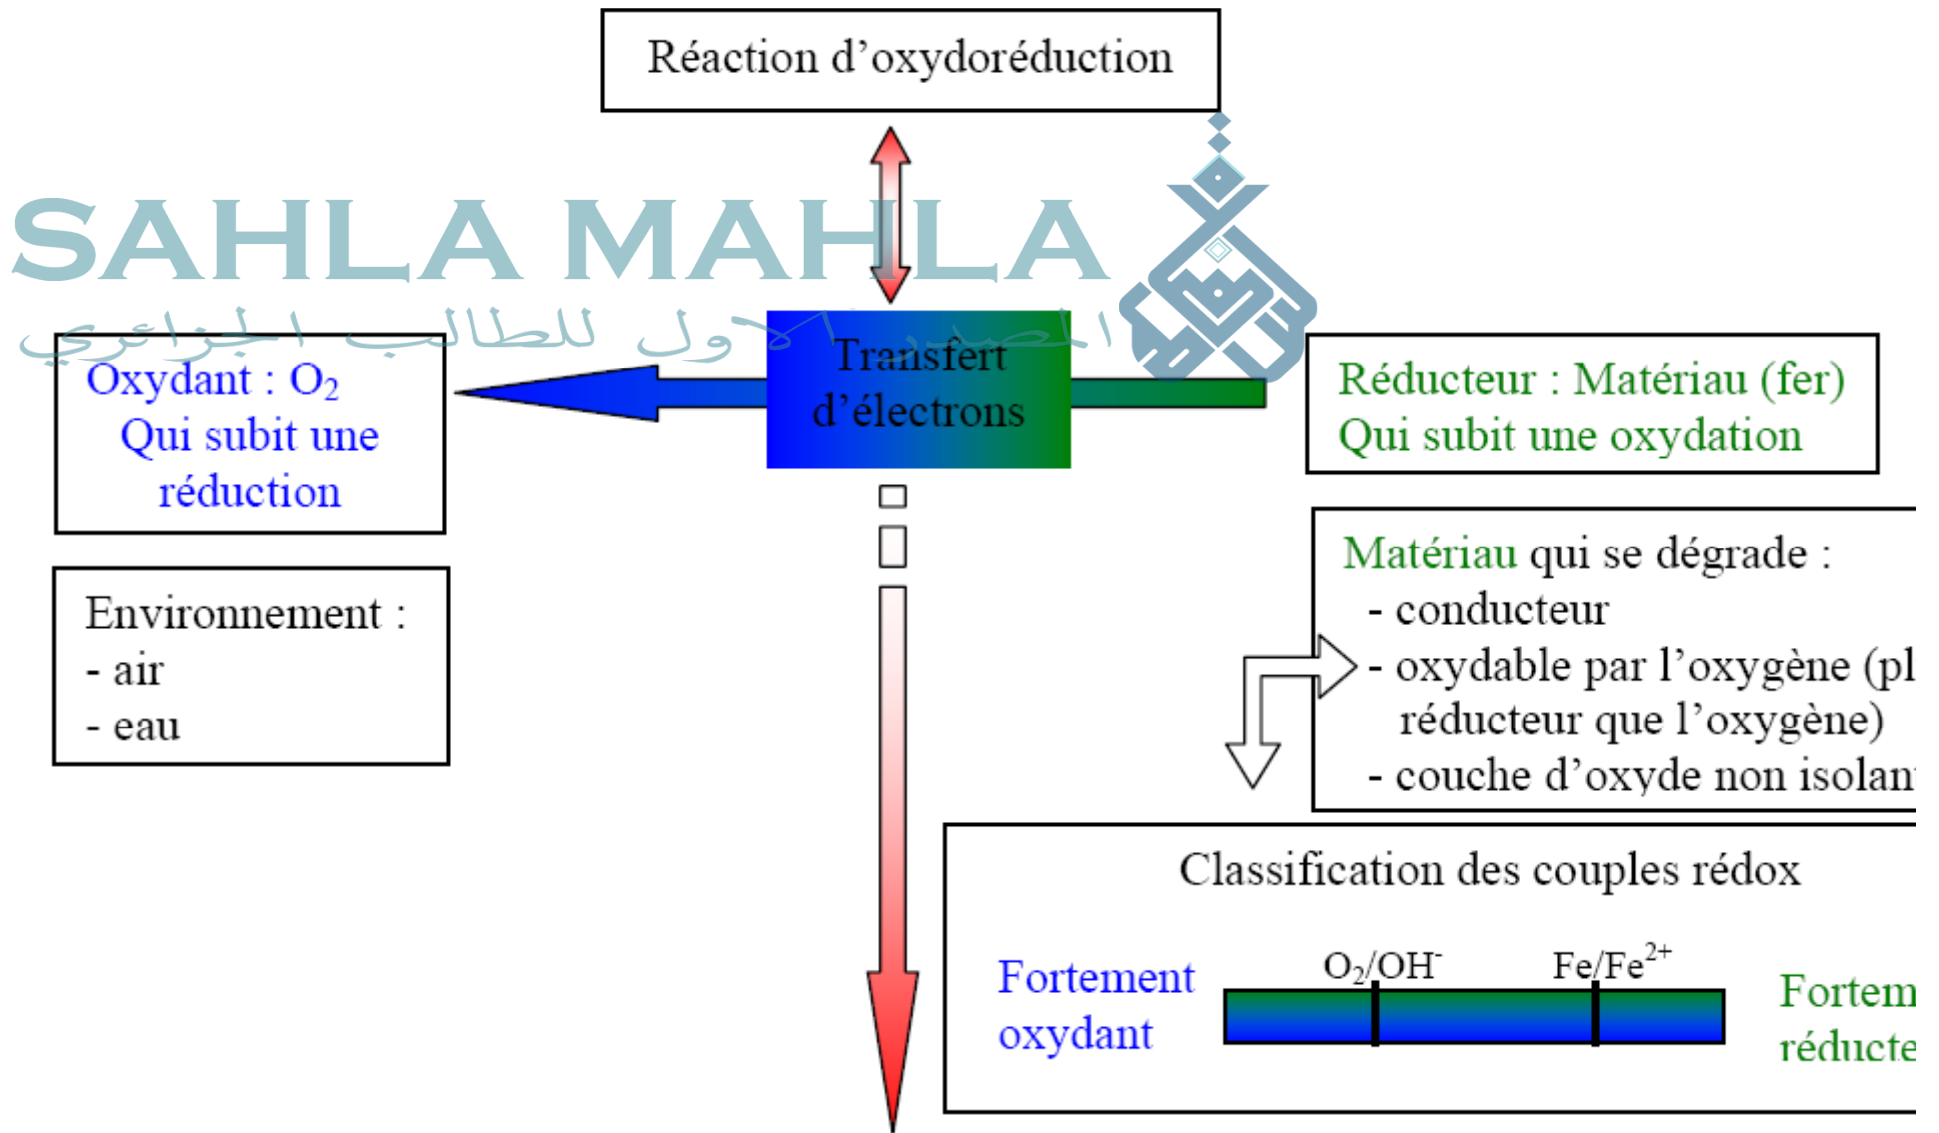 Réaction d’oxydoréduction
SAHLA MAHLA
المصدر الاول للطالب الجزائري
Transfert
d’électrons
Oxydant : O₂
Qui subit une
réduction
Réducteur : Matériau (fer)
Qui subit une oxydation
Environnement :
- air
- eau
Matériau qui se dégrade :
- conducteur
- oxydable par l’oxygène (pl
réducteur que l’oxygène)
- couche d’oxyde non isolan
Classification des couples rédox
Fortement
oxydant
O₂/OH⁻
Fe/Fe²⁺
Fortem
réducte